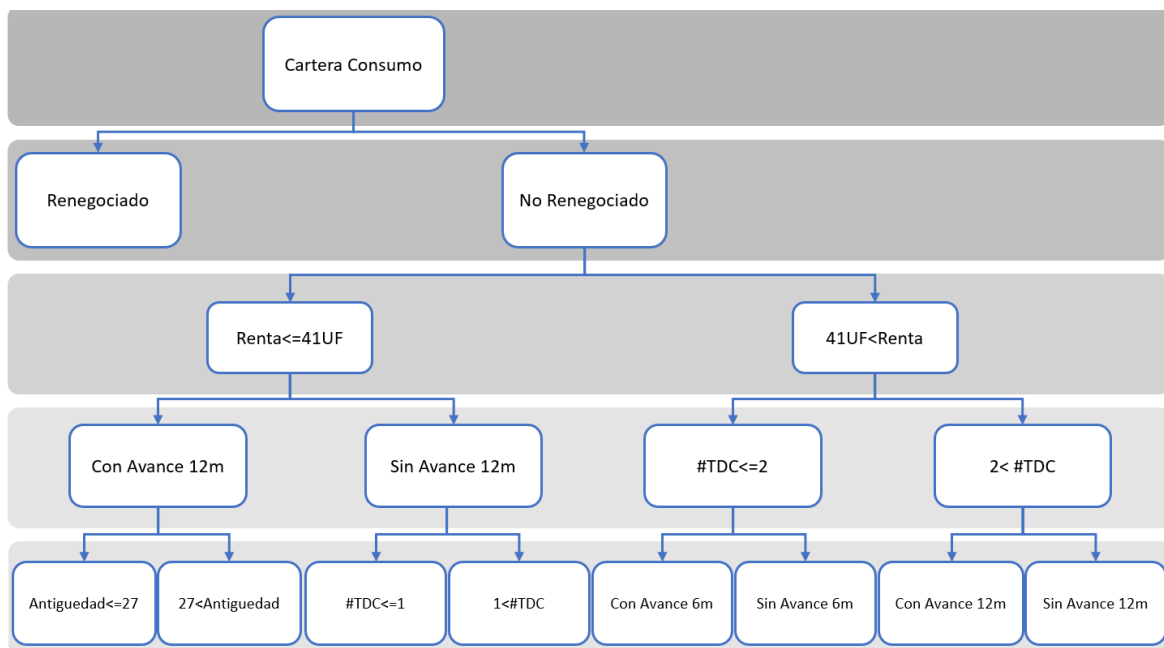 Cartera Consumo
Renegociado
No Renegociado
Renta<=41UF
41UF<Renta
Con Avance 12m
Sin Avance 12m
#TDC<=2
2< #TDC
Antiguedad<=27
27<Antiguedad
#TDC<=1
1<#TDC
Con Avance 6m
Sin Avance 6m
Con Avance 12m
Sin Avance 12m